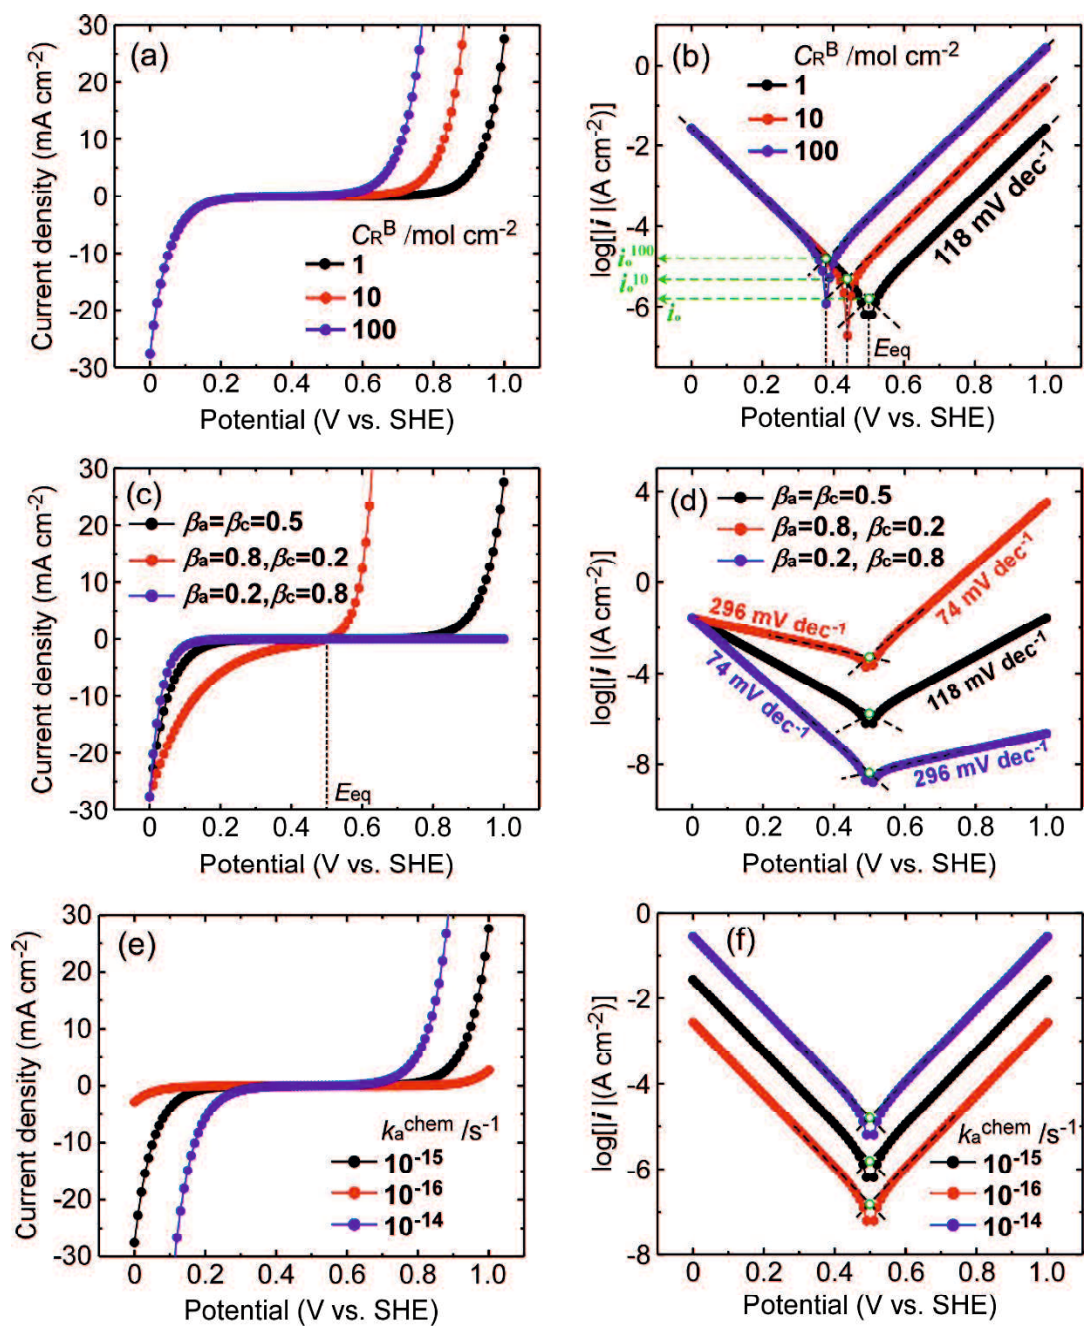 (a)
30
20
10
0
-10
-20
-30
Current density (mA cm⁻²)
C_R^B /mol cm⁻²
1
10
100
0 0.2 0.4 0.6 0.8 1.0
Potential (V vs. SHE)
(b)
C_R^B /mol cm⁻²
1
10
100
0
-2
-4
-6
log[|i|(A cm⁻²)]
118 mV dec⁻¹
i₀¹⁰⁰
i₀¹⁰
i₀
Eeq
0 0.2 0.4 0.6 0.8 1.0
Potential (V vs. SHE)
(c)
30
20
10
0
-10
-20
-30
Current density (mA cm⁻²)
βa=βc=0.5
βa=0.8,βc=0.2
βa=0.2,βc=0.8
Eeq
0 0.2 0.4 0.6 0.8 1.0
Potential (V vs. SHE)
(d)
βa=βc=0.5
βa=0.8, βc=0.2
βa=0.2, βc=0.8
4
0
-4
-8
log[|i|(A cm⁻²)]
296 mV dec⁻¹
74 mV dec⁻¹
74 mV dec⁻¹
118 mV dec⁻¹
296 mV dec⁻¹
0 0.2 0.4 0.6 0.8 1.0
Potential (V vs. SHE)
(e)
30
20
10
0
-10
-20
-30
Current density (mA cm⁻²)
k_a^chem /s⁻¹
10⁻¹⁵
10⁻¹⁶
10⁻¹⁴
0 0.2 0.4 0.6 0.8 1.0
Potential (V vs. SHE)
(f)
0
-2
-4
-6
-8
log[|i|(A cm⁻²)]
k_a^chem /s⁻¹
10⁻¹⁵
10⁻¹⁶
10⁻¹⁴
0 0.2 0.4 0.6 0.8 1.0
Potential (V vs. SHE)